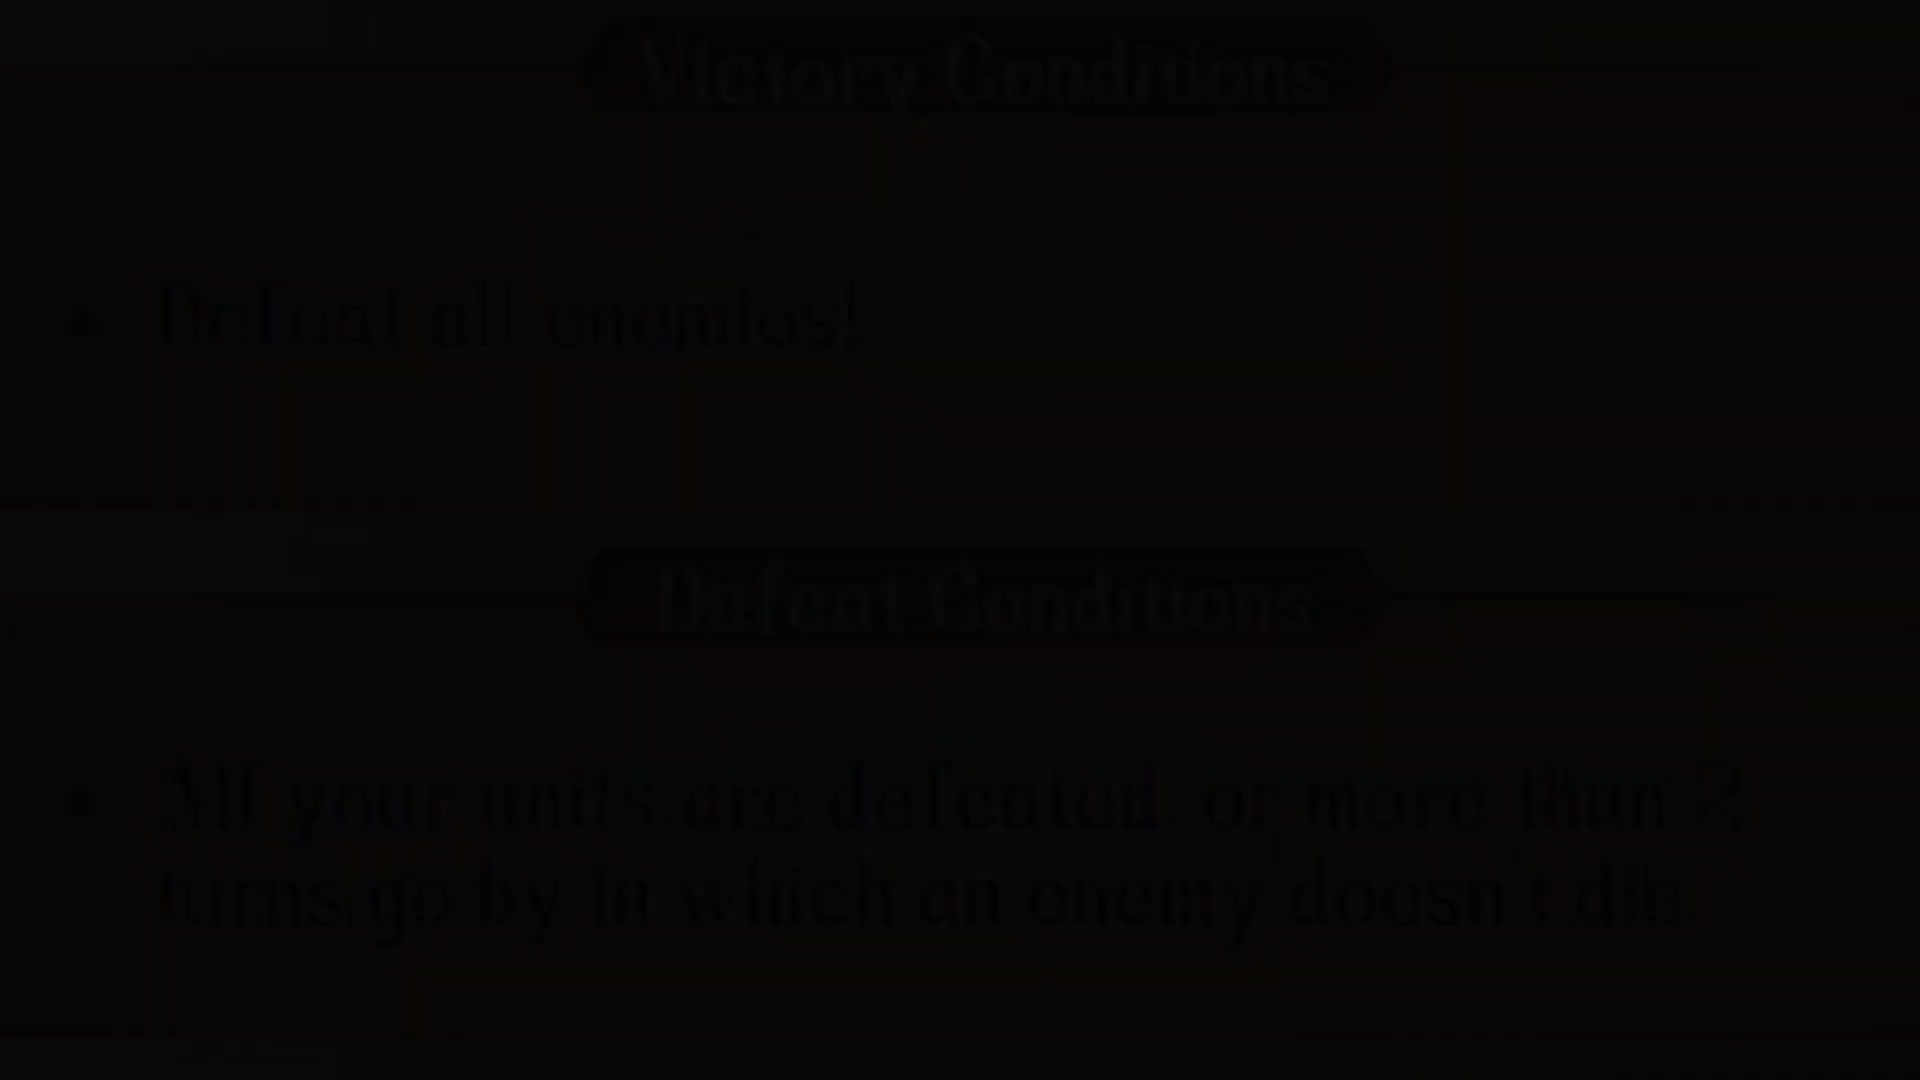 Victory Conditions
Defeat all enemies!
Defeat Conditions
All your units are defeated, or more than 2
turns go by in which an enemy doesn't die.